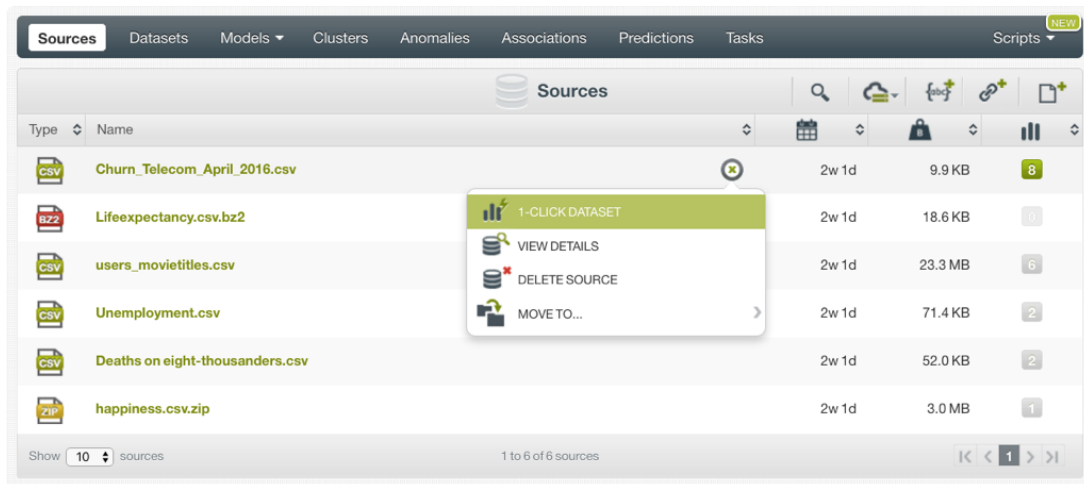 NEW
Sources Datasets Models Clusters Anomalies Associations Predictions Tasks Scripts
Sources
{abc}
Type Name
CSV Churn_Telecom_April_2016.csv 2w 1d 9.9 KB 8
1-CLICK DATASET
BZ2 Lifeexpectancy.csv.bz2 2w 1d 18.6 KB 0
VIEW DETAILS
CSV users_movietitles.csv 2w 1d 23.3 MB 6
DELETE SOURCE
CSV Unemployment.csv 2w 1d 71.4 KB 2
MOVE TO...
CSV Deaths on eight-thousanders.csv 2w 1d 52.0 KB 2
ZIP happiness.csv.zip 2w 1d 3.0 MB 1
Show 10 sources 1 to 6 of 6 sources 1